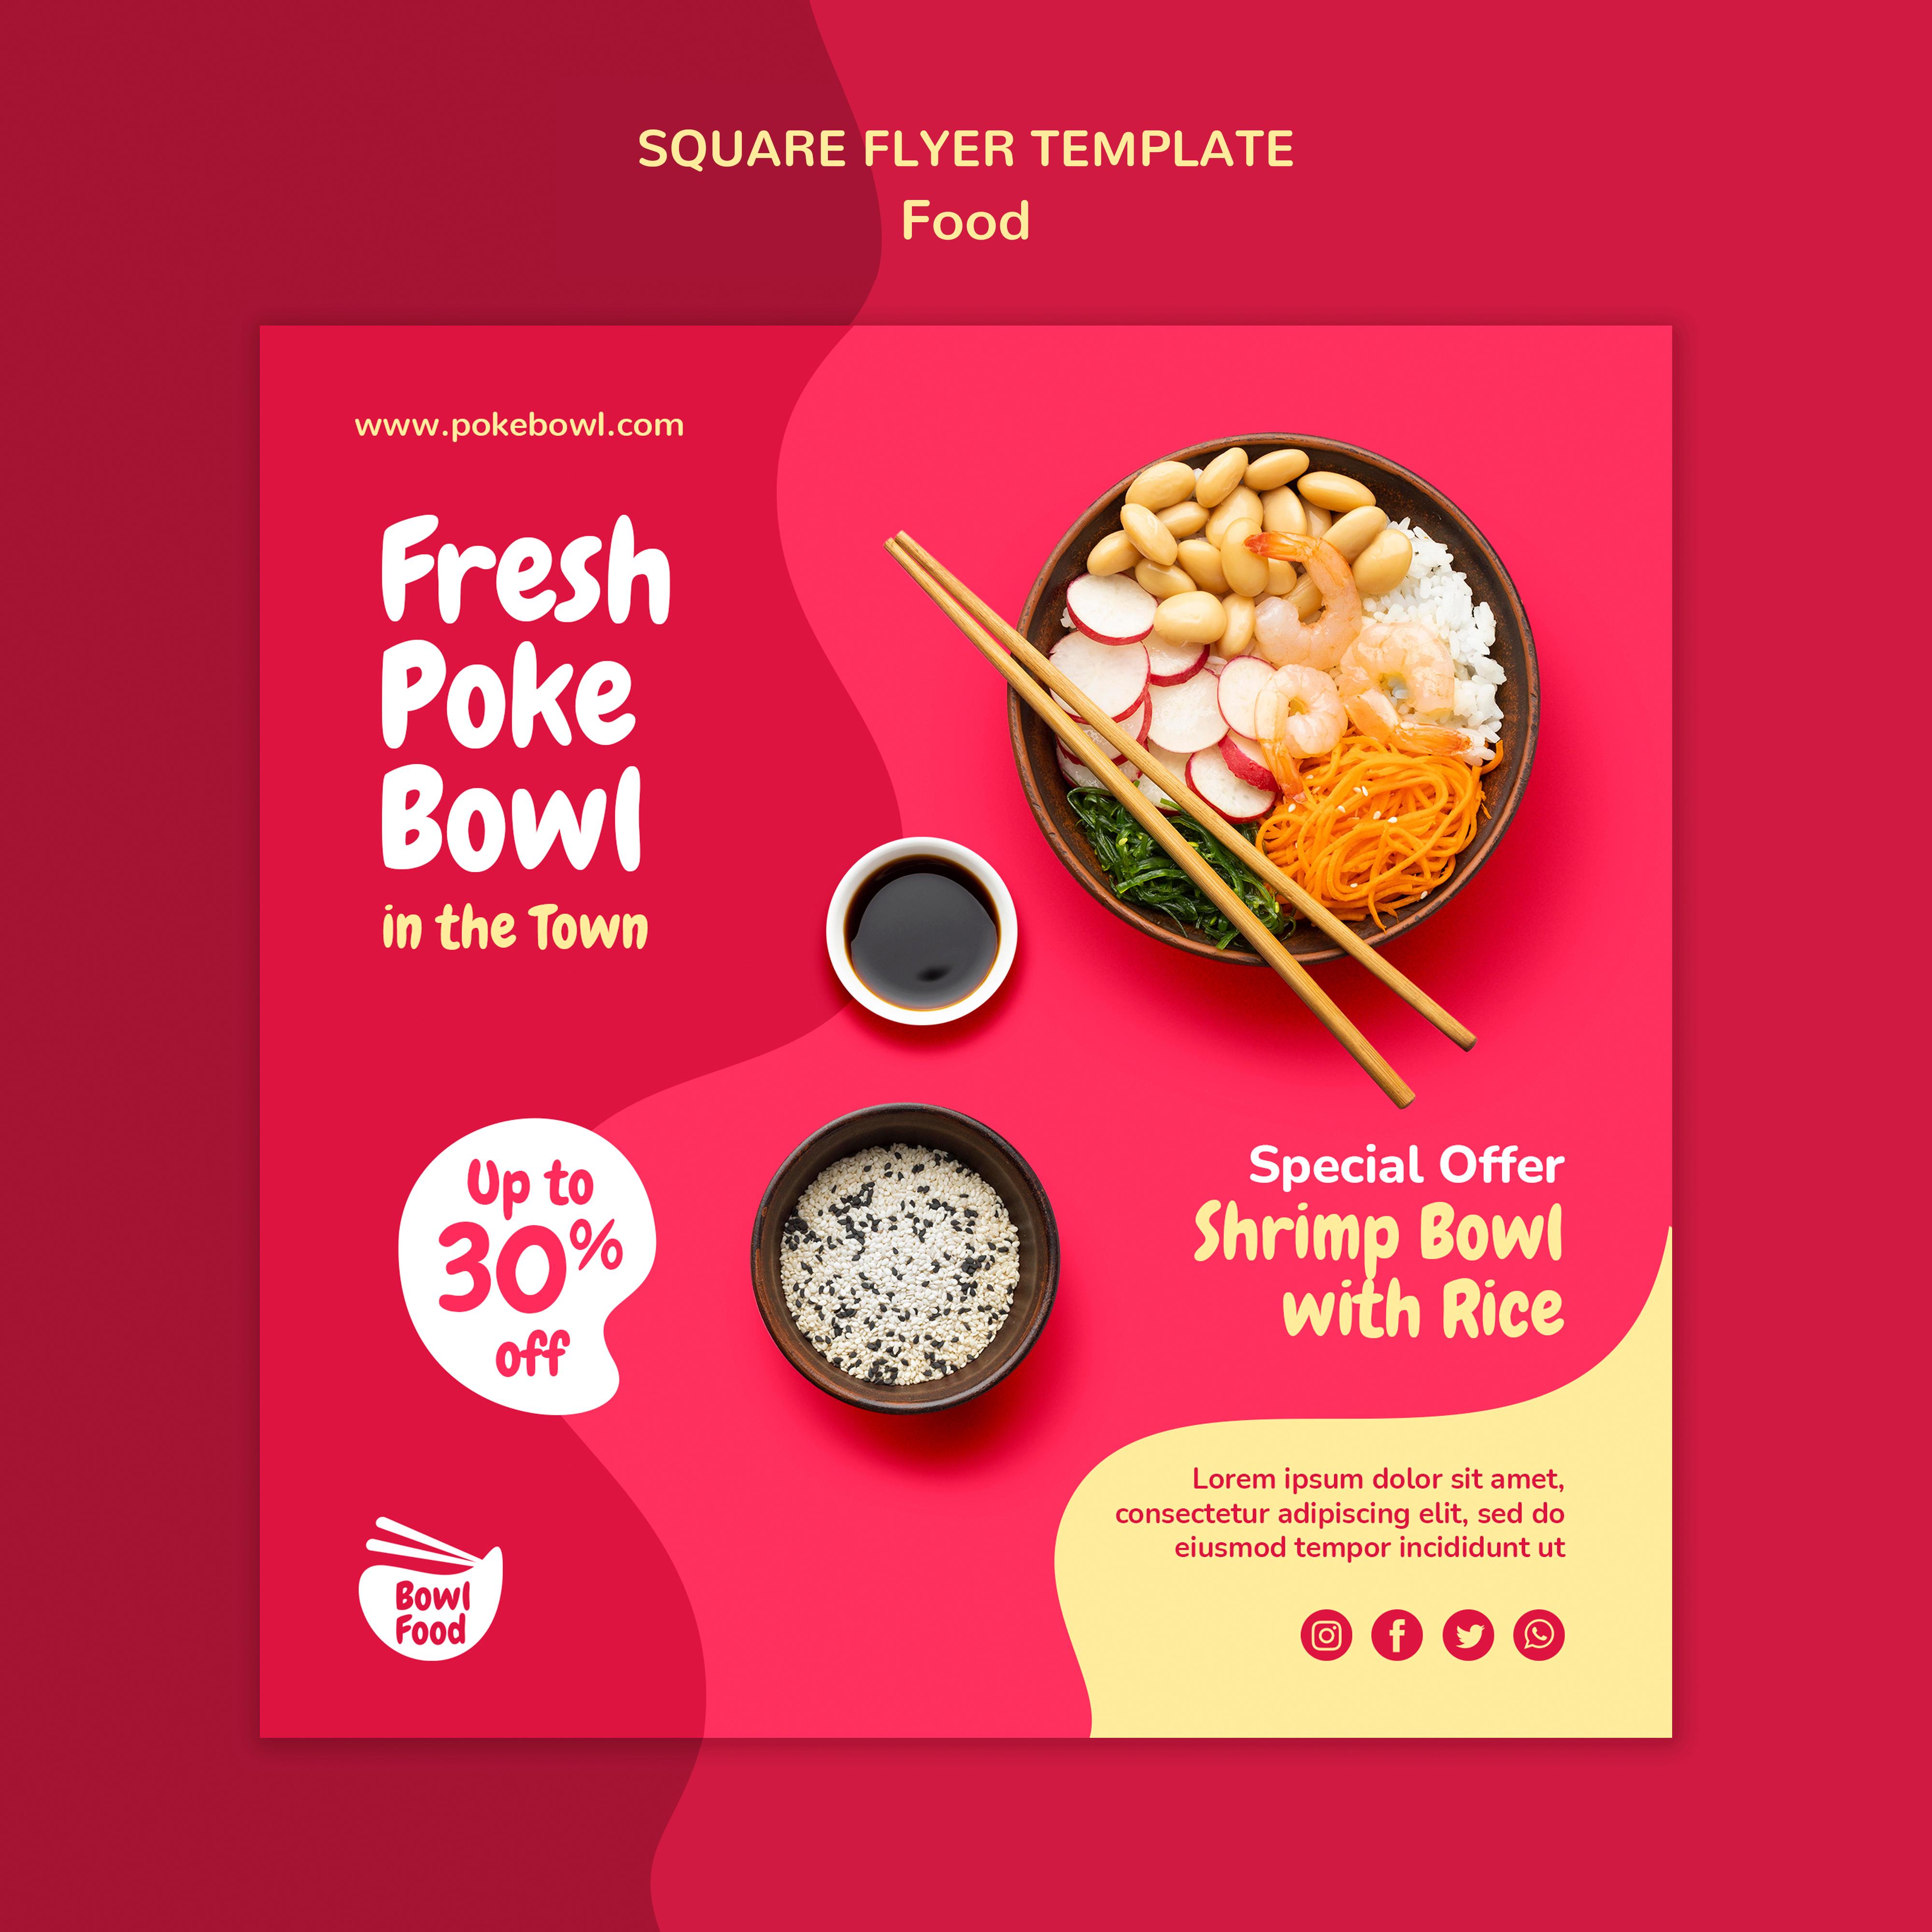 SQUARE FLYER TEMPLATE
Food
www.pokebowl.com
Fresh
Poke
Bowl
in the Town
Up to
30%
off
Special Offer
Shrimp Bowl
with Rice
Lorem ipsum dolor sit amet,
consectetur adipiscing elit, sed do
eiusmod tempor incididunt ut
Bowl
Food